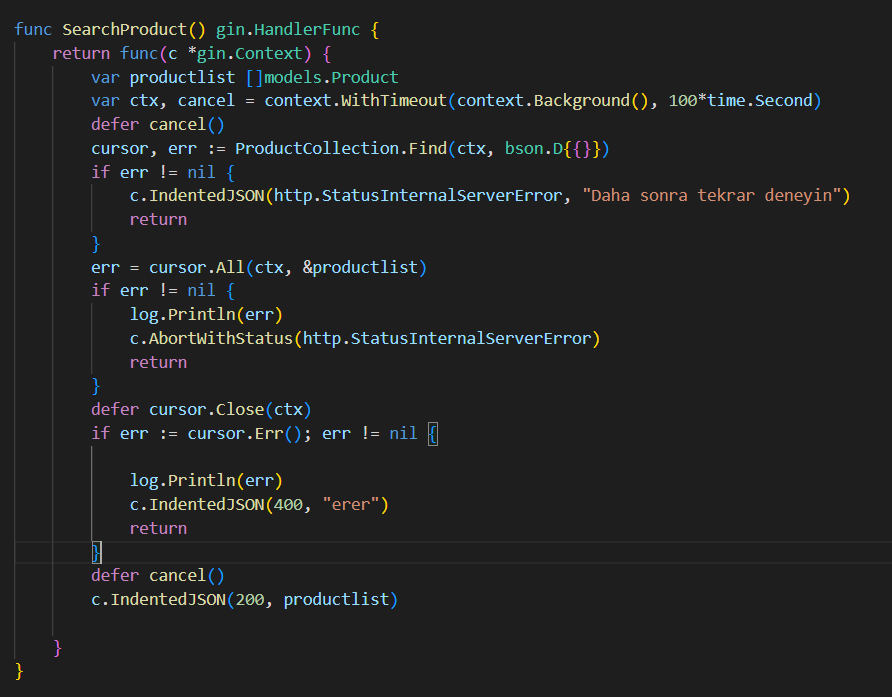 func SearchProduct() gin.HandlerFunc {
    return func(c *gin.Context) {
        var productlist []models.Product
        var ctx, cancel = context.WithTimeout(context.Background(), 100*time.Second)
        defer cancel()
        cursor, err := ProductCollection.Find(ctx, bson.D{{}})
        if err != nil {
            c.IndentedJSON(http.StatusInternalServerError, "Daha sonra tekrar deneyin")
            return
        }
        err = cursor.All(ctx, &productlist)
        if err != nil {
            log.Println(err)
            c.AbortWithStatus(http.StatusInternalServerError)
            return
        }
        defer cursor.Close(ctx)
        if err := cursor.Err(); err != nil {
            log.Println(err)
            c.IndentedJSON(400, "erer")
            return
        }
        defer cancel()
        c.IndentedJSON(200, productlist)
    }
}